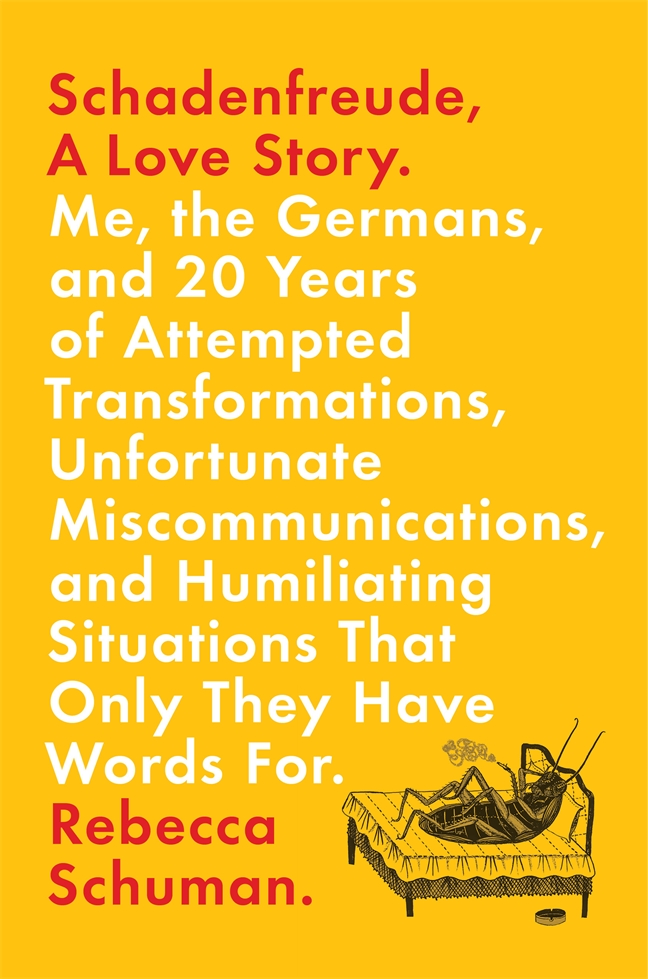 Schadenfreude,
A Love Story.
Me, the Germans,
and 20 Years
of Attempted
Transformations,
Unfortunate
Miscommunications,
and Humiliating
Situations That
Only They Have
Words For.
Rebecca
Schuman.